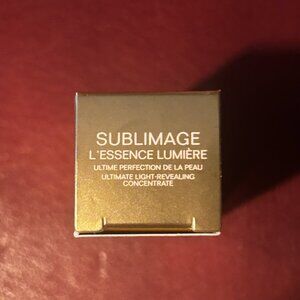 SUBLIMAGE
L'ESSENCE LUMIÈRE
ULTIME PERFECTION DE LA PEAU
ULTIMATE LIGHT-REVEALING
CONCENTRATE